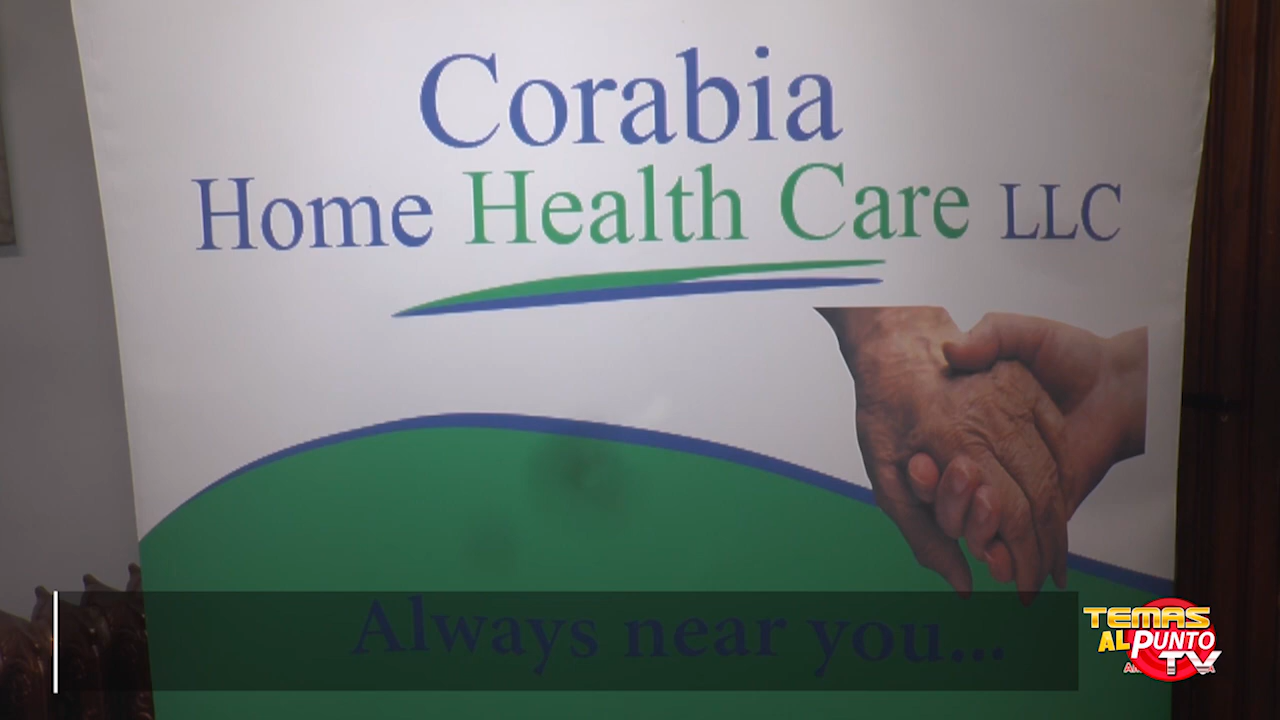 Corabia
Home Health Care LLC
Always near you...
TEMAS
AL PUNTO
TV